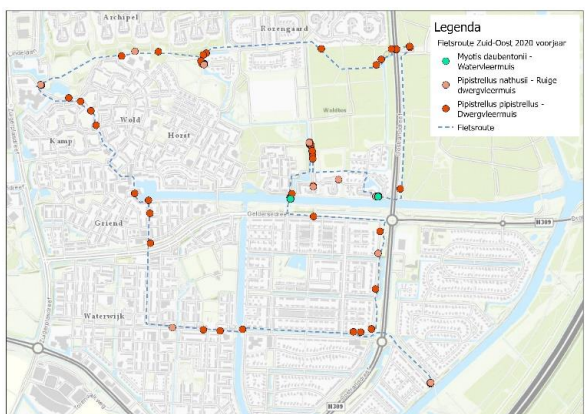 Archipel
Rozengaard
Legenda
Fietsroute Zuid-Oost 2020 voorjaar
Myotis daubentonii -
Watervleermuis
Pipistrellus nathusii - Ruige
dwergvleermuis
Pipistrellus pipistrellus -
Dwergvleermuis
Fietsroute
Wold
Horst
Kamp
Griend
N309
Waterwijk
N309